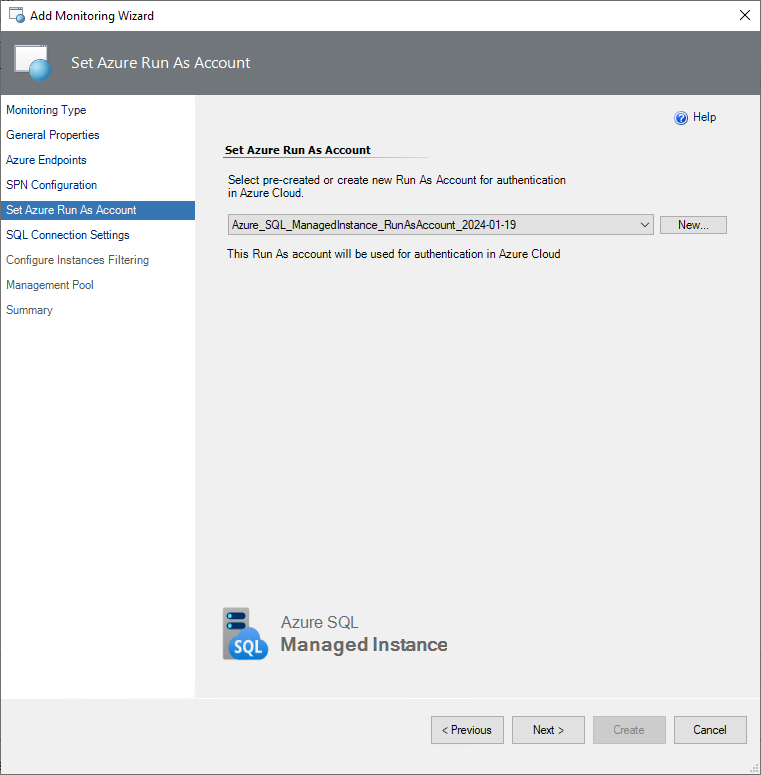 Add Monitoring Wizard
Set Azure Run As Account
Monitoring Type
General Properties
Azure Endpoints
SPN Configuration
Set Azure Run As Account
SQL Connection Settings
Configure Instances Filtering
Management Pool
Summary
? Help
Set Azure Run As Account
Select pre-created or create new Run As Account for authentication
in Azure Cloud.
Azure_SQL_ManagedInstance_RunAsAccount_2024-01-19
New...
This Run As account will be used for authentication in Azure Cloud
SQL
Azure SQL
Managed Instance
< Previous
Next >
Create
Cancel